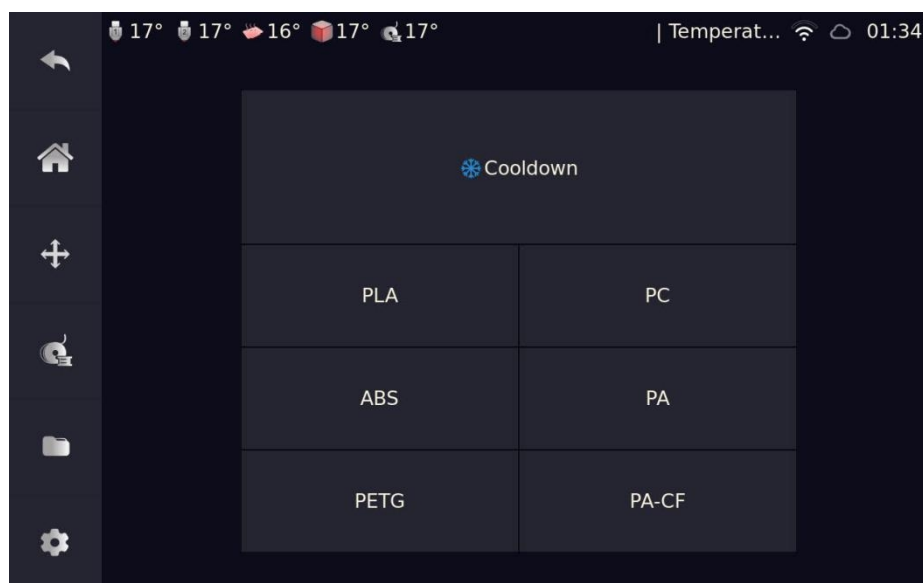 17° 17° 16° 17° 17° | Temperat... 01:34
Cooldown
PLA PC
ABS PA
PETG PA-CF